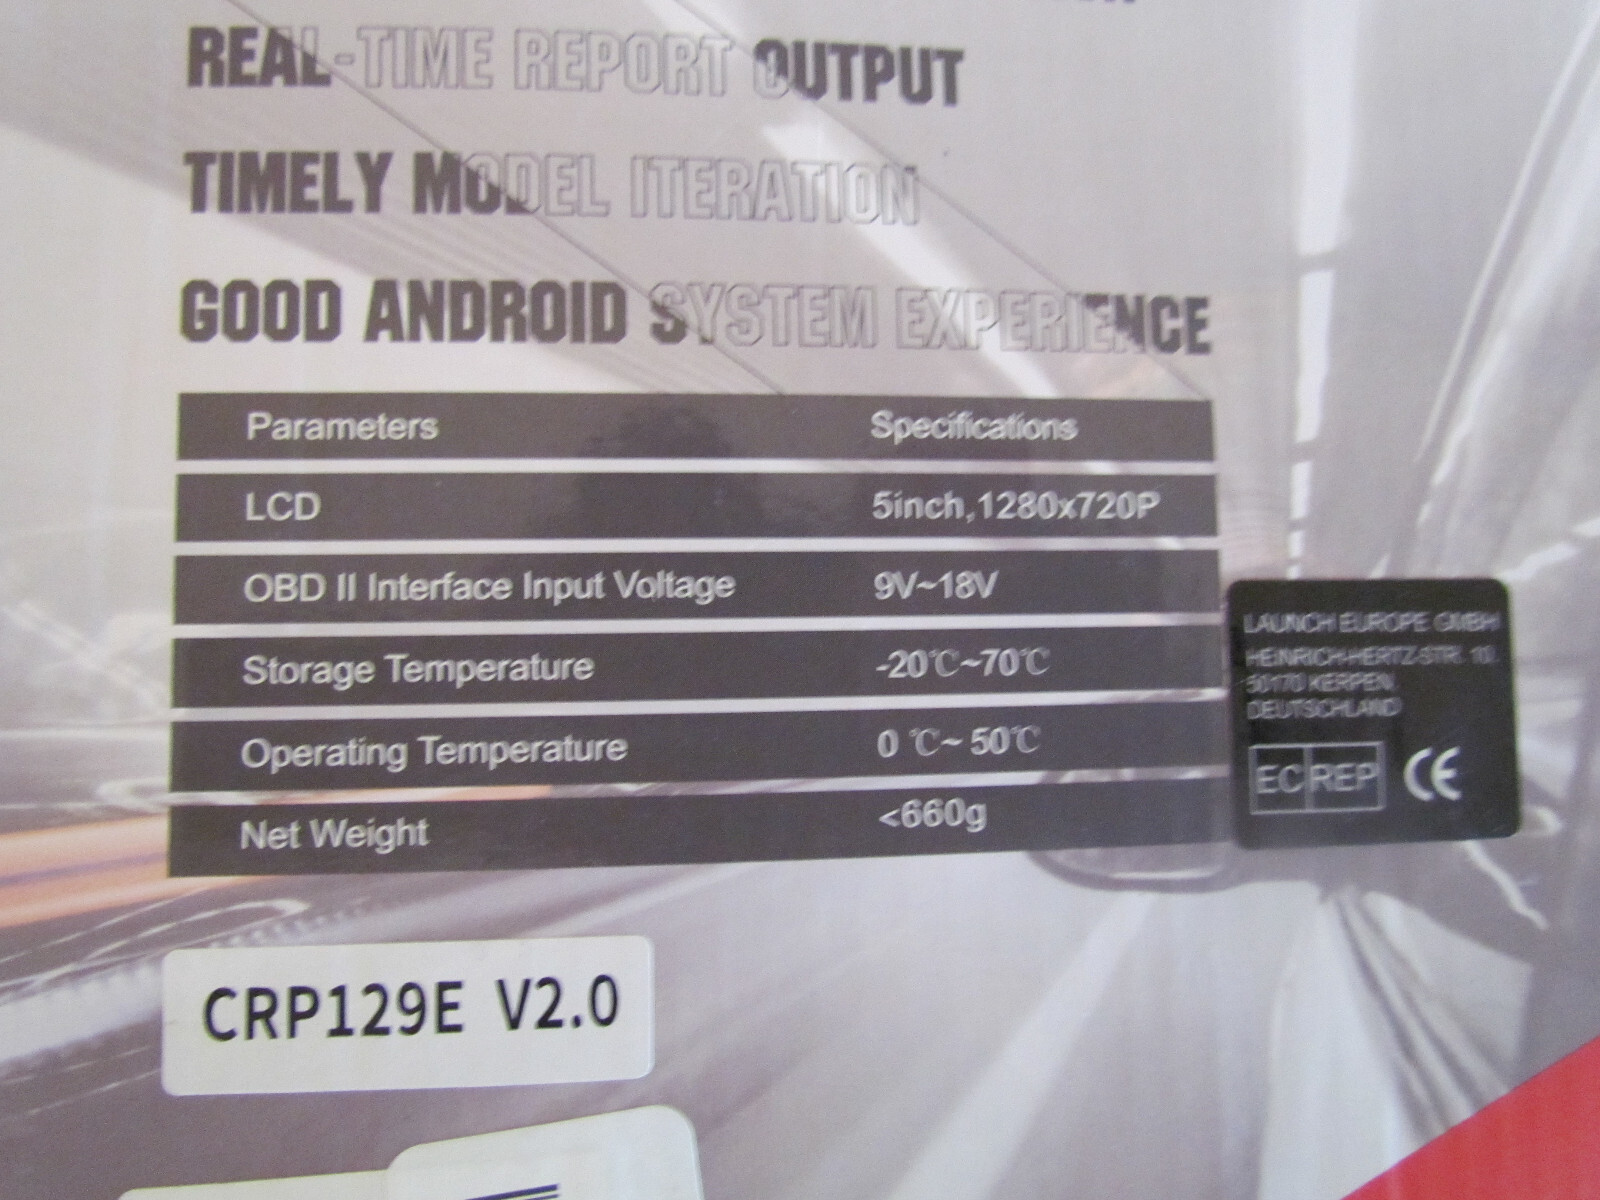 REAL-TIME REPORT OUTPUT
TIMELY MODEL ITERATION
GOOD ANDROID SYSTEM EXPERIENCE
Parameters Specifications
LCD 5inch,1280x720P
OBD II Interface Input Voltage 9V~18V
Storage Temperature -20℃~70℃
Operating Temperature 0 ℃~ 50℃
Net Weight <660g
LAUNCH EUROPE GMBH
HEINRICH-HERTZ-STR. 10,
50170 KERPEN,
DEUTSCHLAND
EC REP CE
CRP129E V2.0